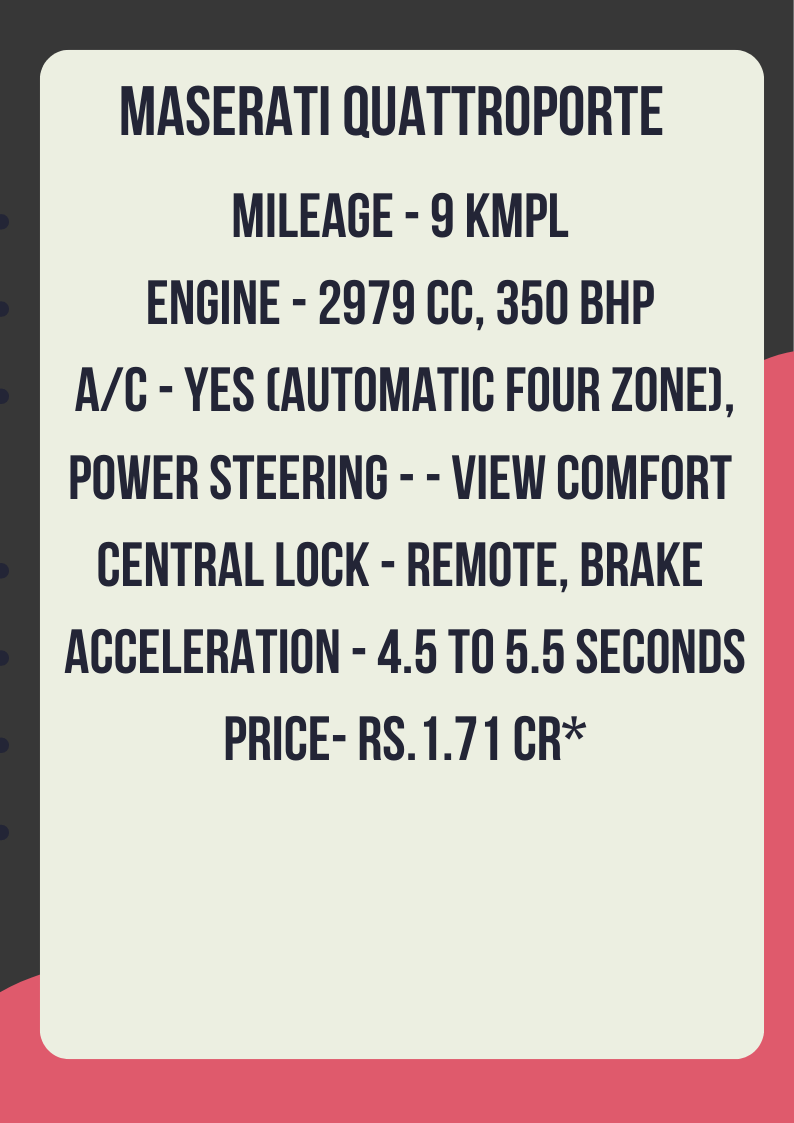 MASERATI QUATTROPORTE
MILEAGE - 9 KMPL
ENGINE - 2979 CC, 350 BHP
A/C - YES (AUTOMATIC FOUR ZONE),
POWER STEERING - - VIEW COMFORT
CENTRAL LOCK - REMOTE, BRAKE
ACCELERATION - 4.5 TO 5.5 SECONDS
PRICE- RS.1.71 CR*